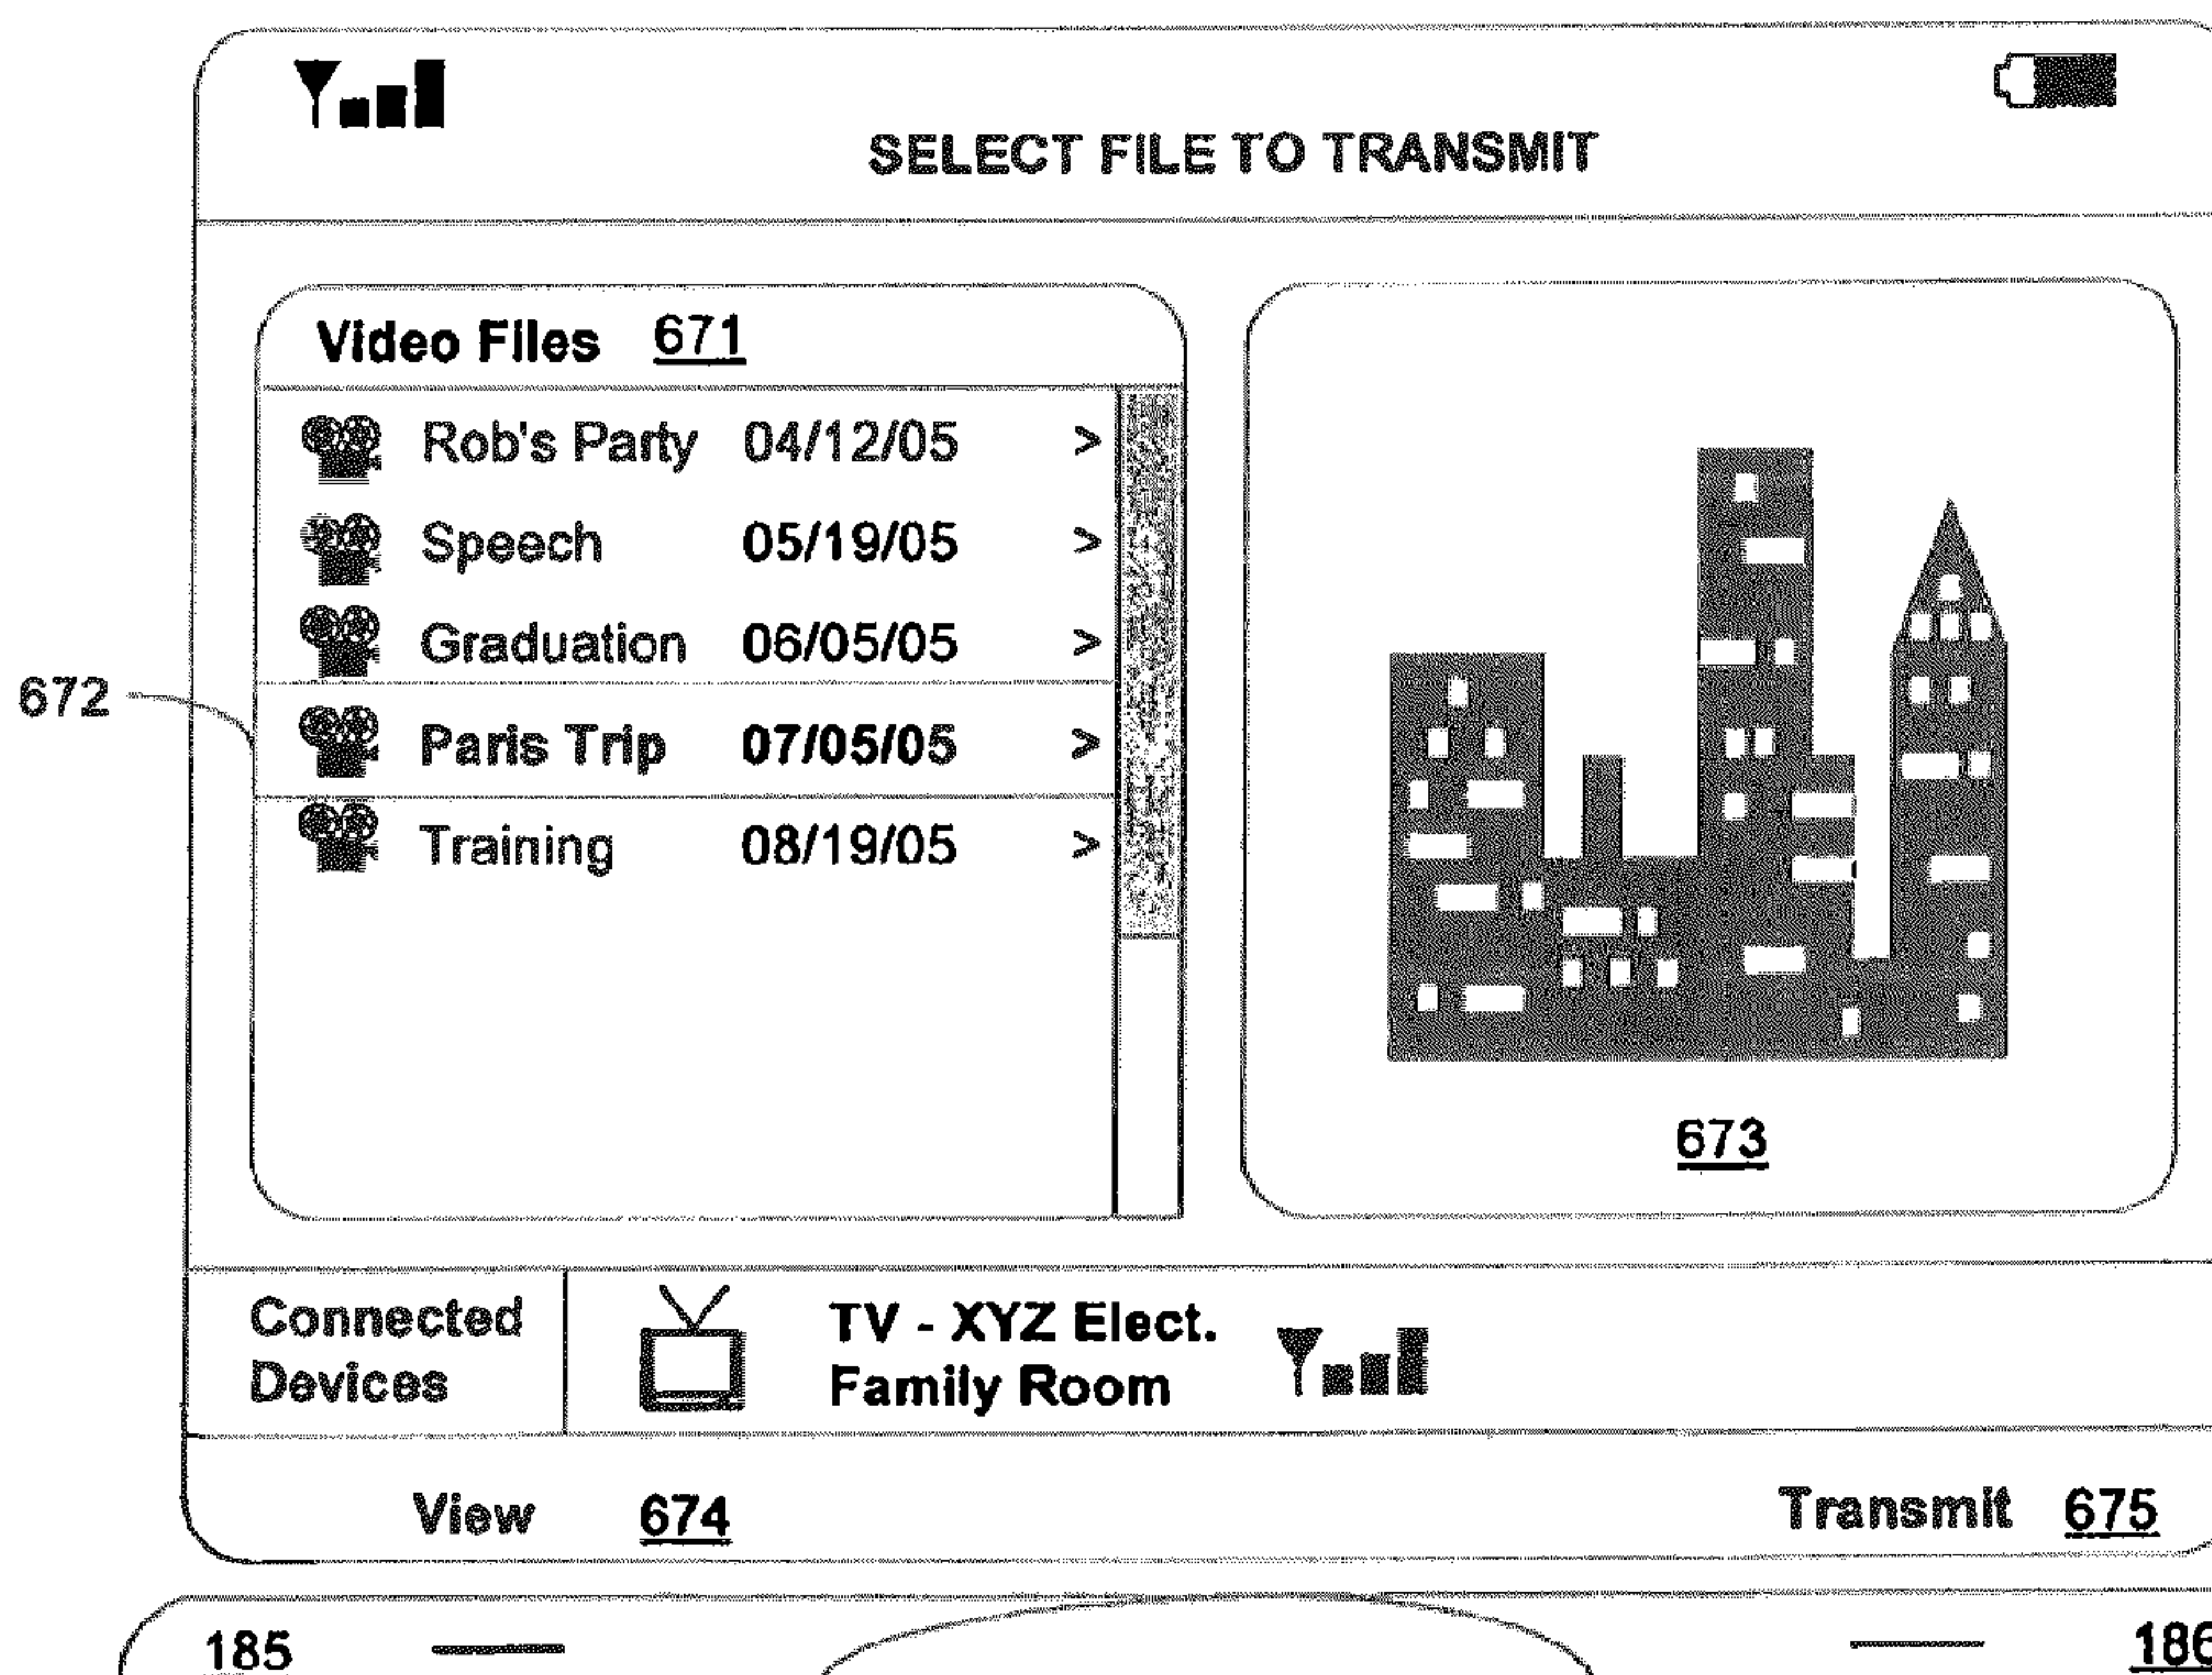 SELECT FILE TO TRANSMIT
Video Files 671
Rob's Party 04/12/05 >
Speech 05/19/05 >
Graduation 06/05/05 >
672
Paris Trip 07/05/05 >
Training 08/19/05 >
673
Connected
Devices
TV - XYZ Elect.
Family Room
View 674
Transmit 675
185
186